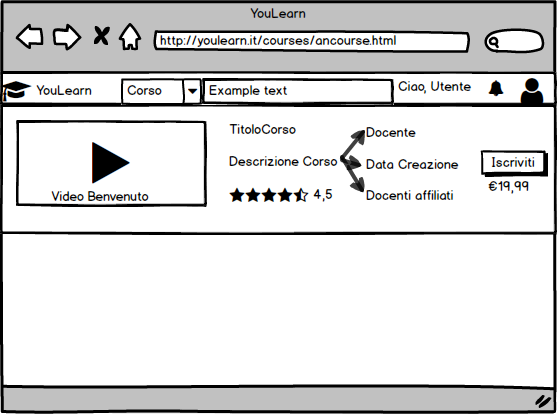 YouLearn
http://youlearn.it/courses/ancourse.html
YouLearn
Corso
Example text
Ciao, Utente
Video Benvenuto
TitoloCorso
Descrizione Corso
4,5
Docente
Data Creazione
Docenti affiliati
Iscriviti
€19,99